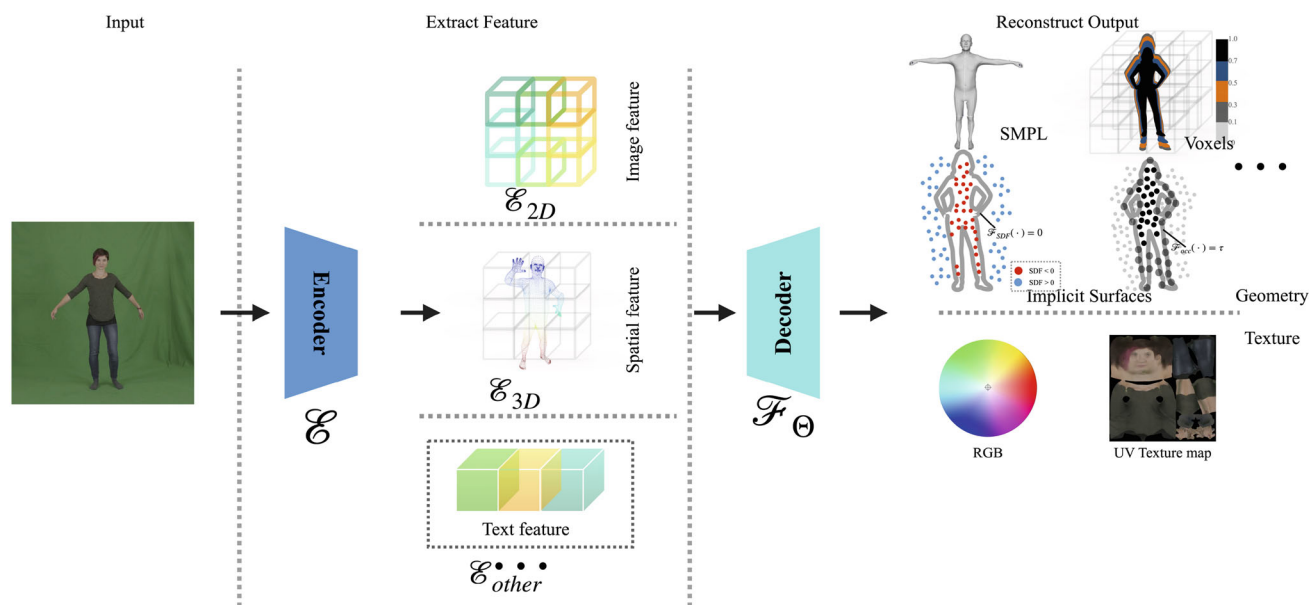 Input
Extract Feature
Reconstruct Output
Image feature
ℰ2D
Encoder
ℰ
Spatial feature
ℰ3D
Text feature
ℰother
Decoder
ℱΘ
SMPL
1.0
0.7
0.5
0.3
0.1
Voxels
ℱSDF(·) = 0
SDF < 0
SDF > 0
ℱocc(·) = τ
Implicit Surfaces
Geometry
Texture
RGB
UV Texture map